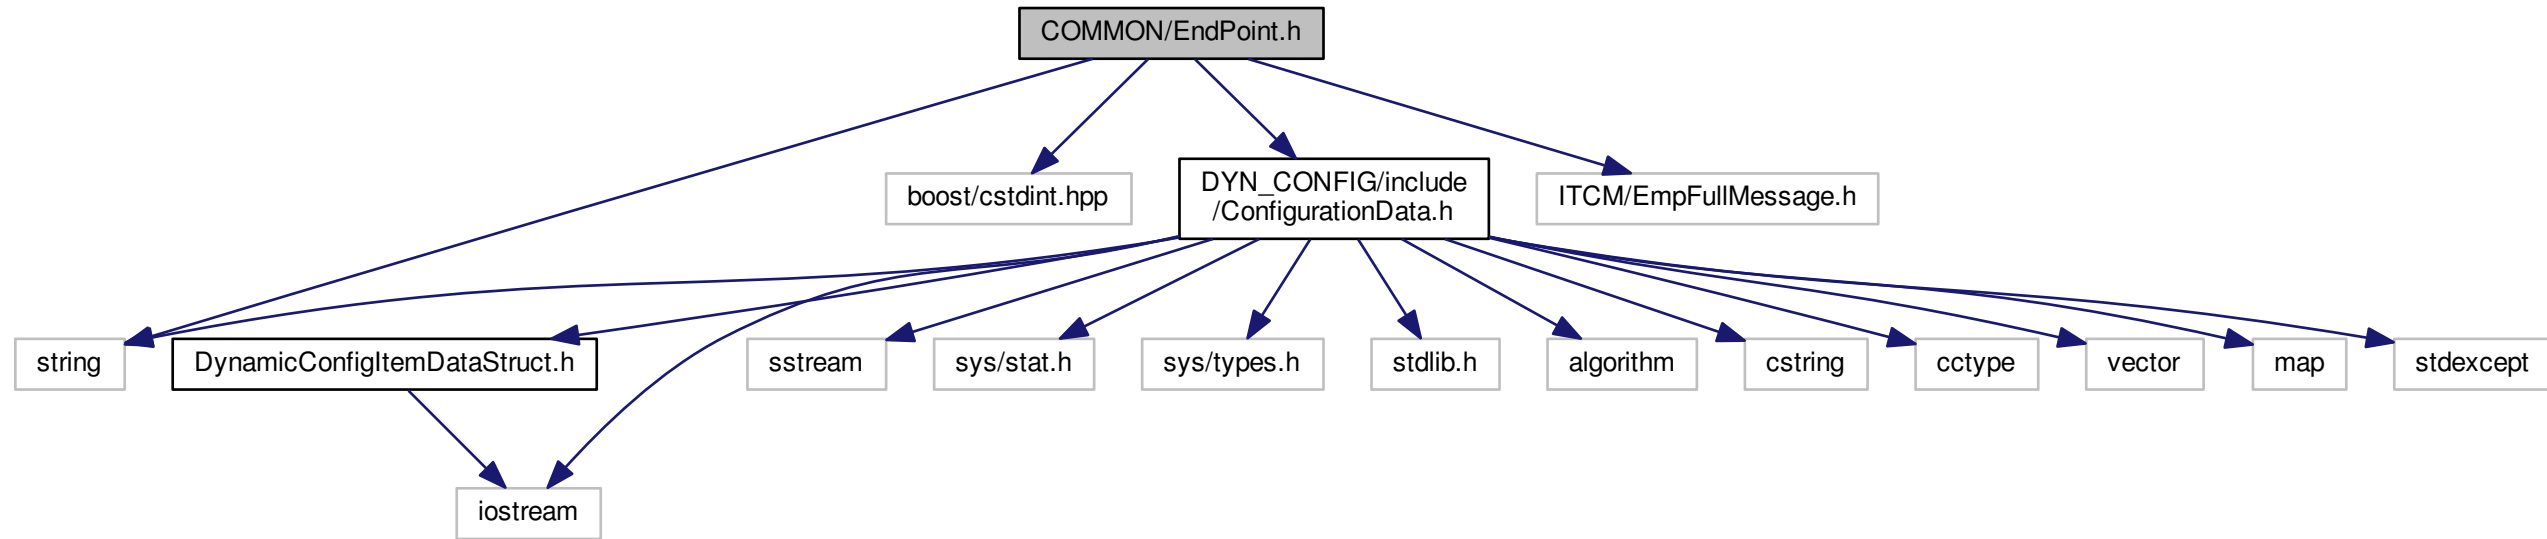 COMMON/EndPoint.h
boost/cstdint.hpp
DYN_CONFIG/include
/ConfigurationData.h
ITCM/EmpFullMessage.h
string
DynamicConfigItemDataStruct.h
sstream
sys/stat.h
sys/types.h
stdlib.h
algorithm
cstring
cctype
vector
map
stdexcept
iostream